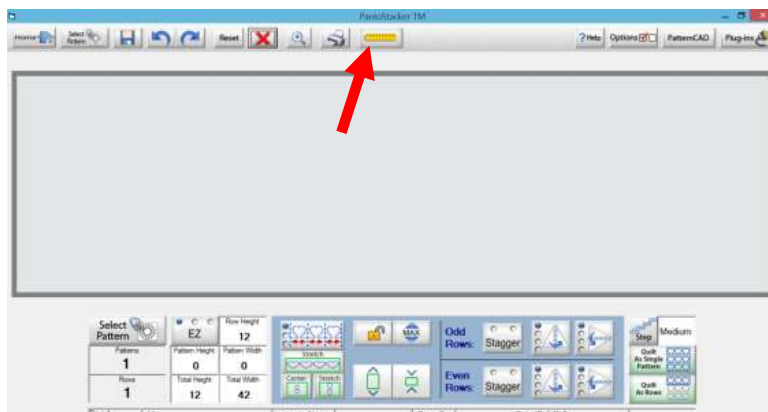 PantoStacker TM
Home
Select
Pattern
Reset
? Help
Options
PatternCAD
Plug-ins
Select
Pattern
EZ
Row Height
12
Patterns
1
Pattern Height
0
Pattern Width
0
Rows
1
Total Height
12
Total Width
42
Stretch
Center
Stretch
MAX
Odd
Rows:
Stagger
Even
Rows:
Stagger
Step
Medium
Quilt
As Single
Pattern
Quilt
As Rows